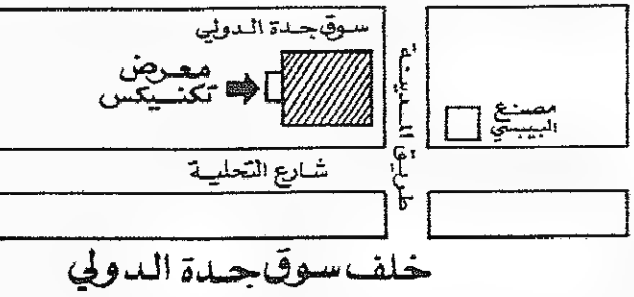 سوق جدة الدولي
معرض
تكنيكس
طريق المدينة
مصنع
البيبسي
شارع التحلية
خلف سوق جدة الدولي